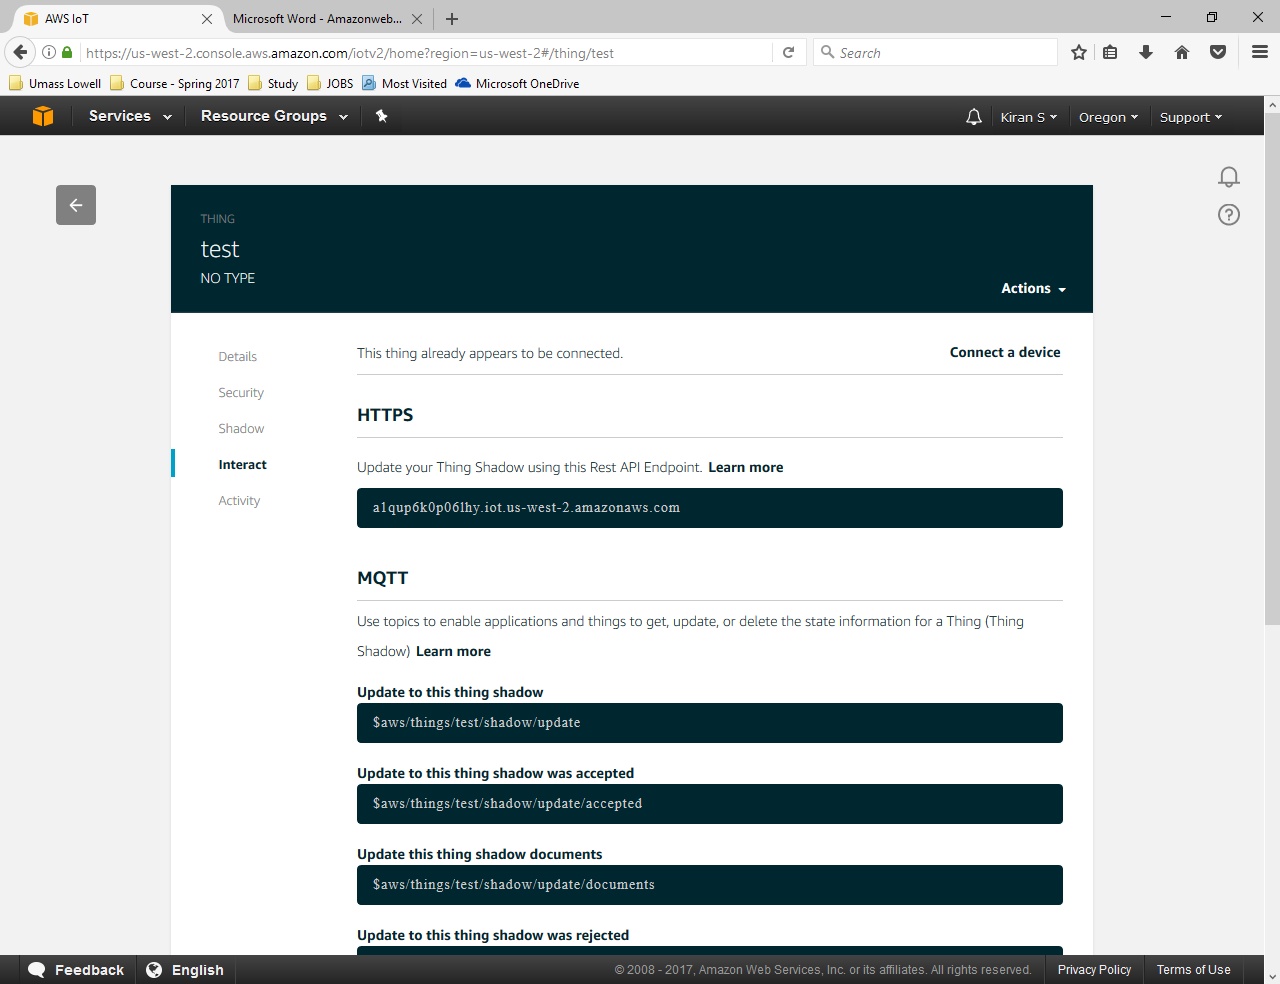 AWS IoT
Microsoft Word - Amazonweb...
https://us-west-2.console.aws.amazon.com/iotv2/home?region=us-west-2#/thing/test
Search
Umass Lowell
Course - Spring 2017
Study
JOBS
Most Visited
Microsoft OneDrive
Services
Resource Groups
Kiran S
Oregon
Support
THING
test
NO TYPE
Actions
Details
Security
Shadow
Interact
Activity
This thing already appears to be connected.
Connect a device
HTTPS
Update your Thing Shadow using this Rest API Endpoint. Learn more
a1qup6k0p06lhy.iot.us-west-2.amazonaws.com
MQTT
Use topics to enable applications and things to get, update, or delete the state information for a Thing (Thing
Shadow) Learn more
Update to this thing shadow
$aws/things/test/shadow/update
Update to this thing shadow was accepted
$aws/things/test/shadow/update/accepted
Update this thing shadow documents
$aws/things/test/shadow/update/documents
Update to this thing shadow was rejected
Feedback
English
© 2008 - 2017, Amazon Web Services, Inc. or its affiliates. All rights reserved.
Privacy Policy
Terms of Use